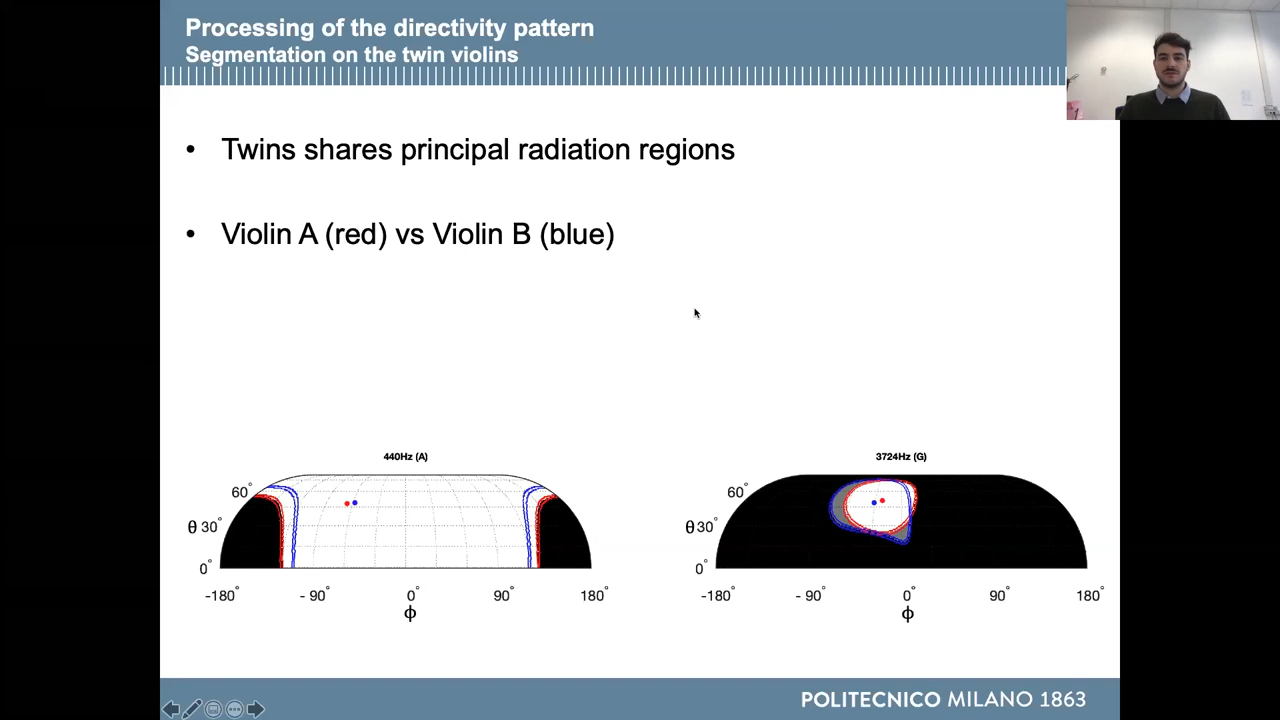 Processing of the directivity pattern
Segmentation on the twin violins
• Twins shares principal radiation regions
• Violin A (red) vs Violin B (blue)
440Hz (A)
60°
θ 30°
0°
-180° - 90° 0° 90° 180°
ϕ
3724Hz (G)
60°
θ 30°
0°
-180° - 90° 0° 90° 180°
ϕ
POLITECNICO MILANO 1863